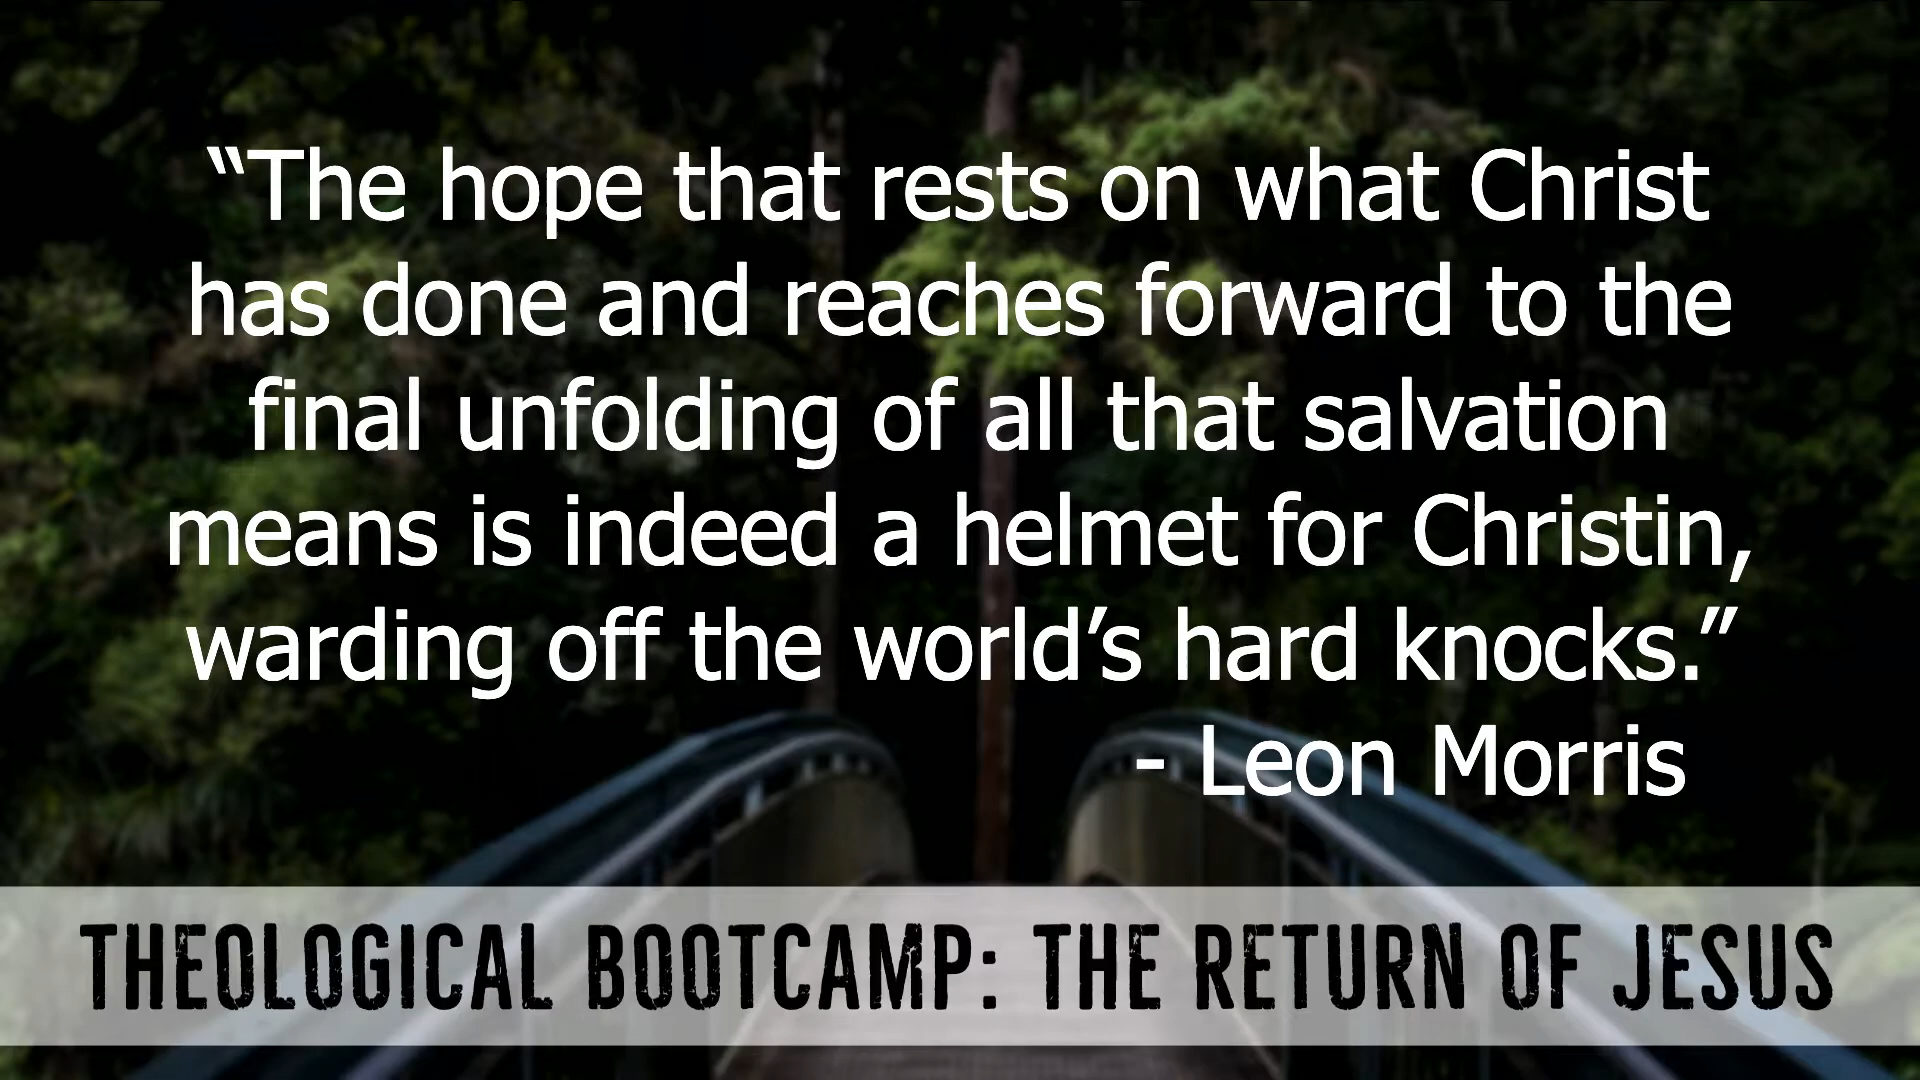 “The hope that rests on what Christ
has done and reaches forward to the
final unfolding of all that salvation
means is indeed a helmet for Christin,
warding off the world’s hard knocks.”
- Leon Morris
THEOLOGICAL BOOTCAMP: THE RETURN OF JESUS